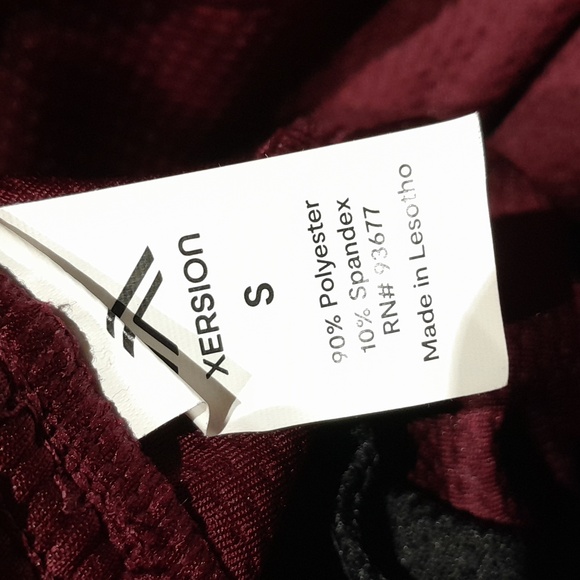 XERSION
S
90% Polyester
10% Spandex
RN# 93677
Made in Lesotho